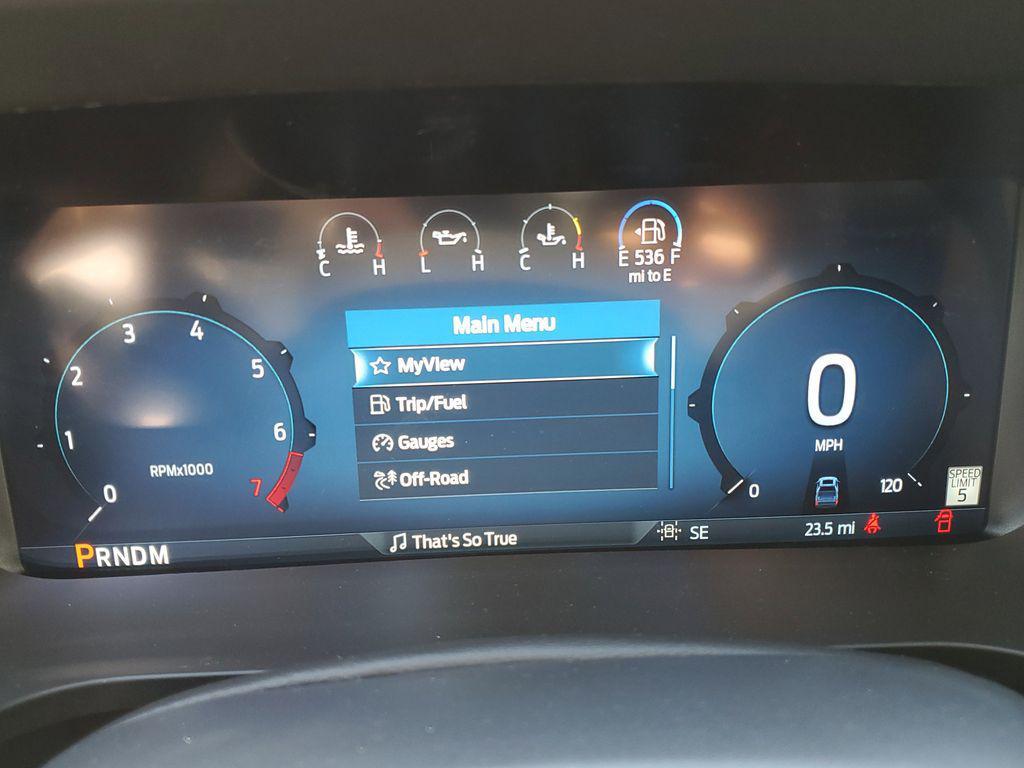 C H
L H
C H
E 536 F
mi to E
Main Menu
MyView
Trip/Fuel
Gauges
Off-Road
0
1
2
3
4
5
6
7
RPMx1000
0
MPH
0
120
SPEED
LIMIT
5
PRNDM
That's So True
SE
23.5 mi